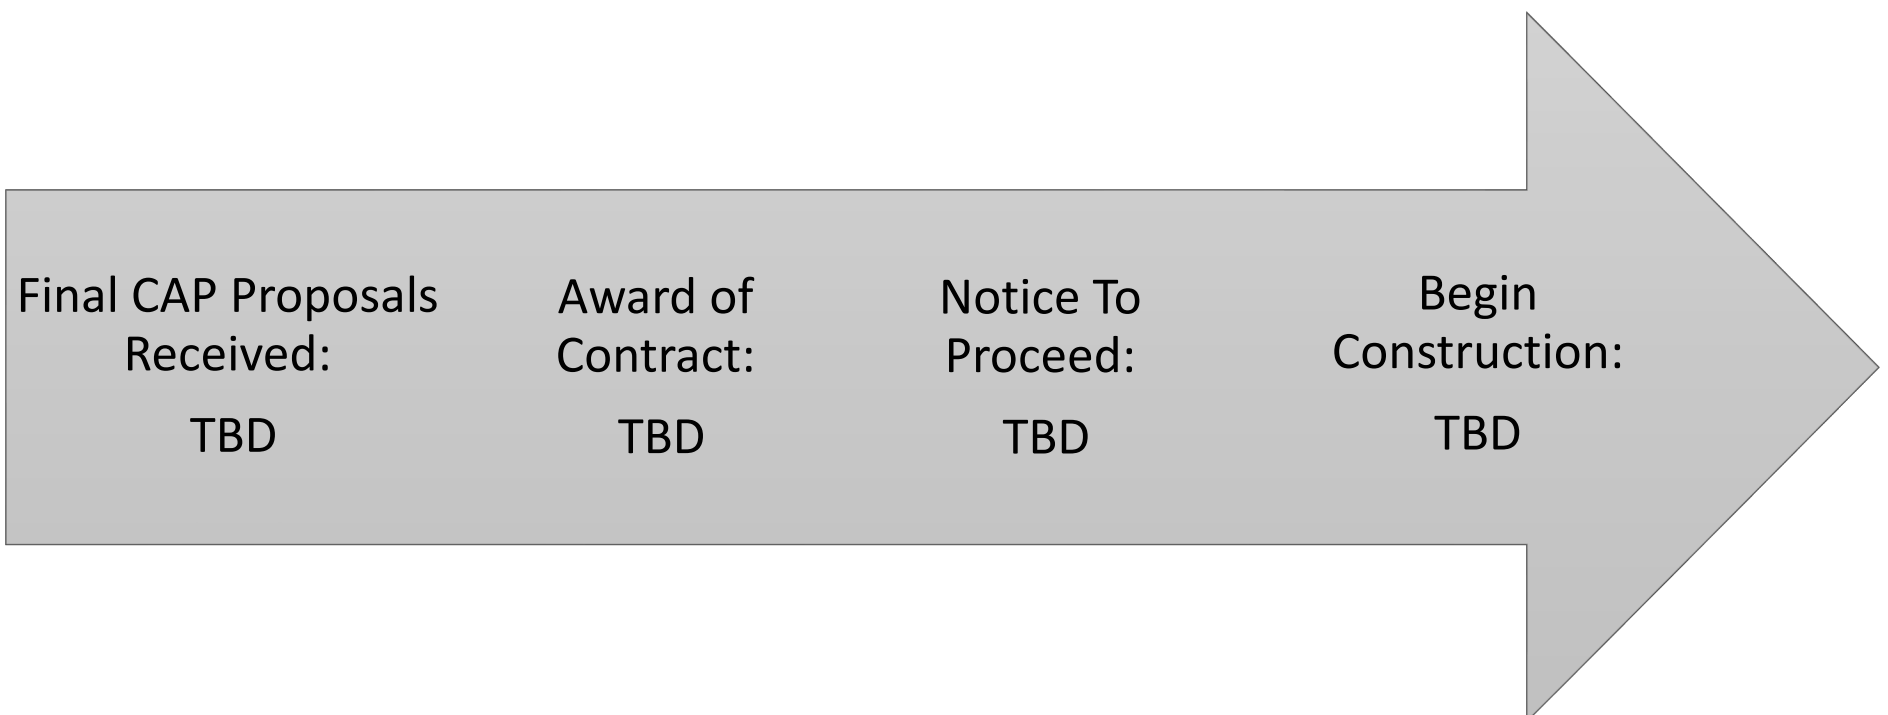 Final CAP Proposals
Received:
TBD
Award of
Contract:
TBD
Notice To
Proceed:
TBD
Begin
Construction:
TBD